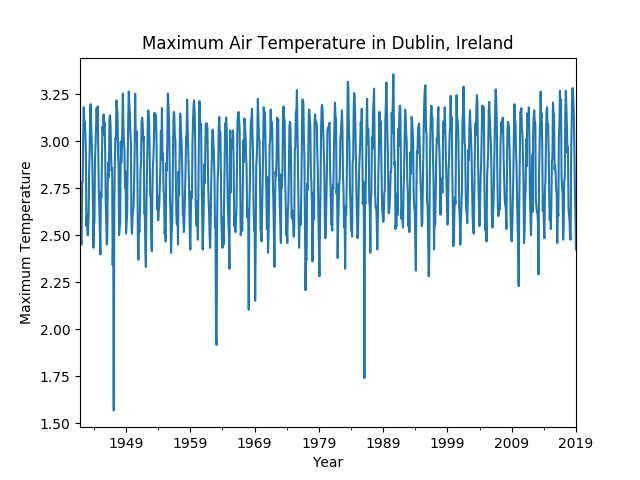 Maximum Air Temperature in Dublin, Ireland
Maximum Temperature
3.25
3.00
2.75
2.50
2.25
2.00
1.75
1.50
1949 1959 1969 1979 1989 1999 2009 2019
Year